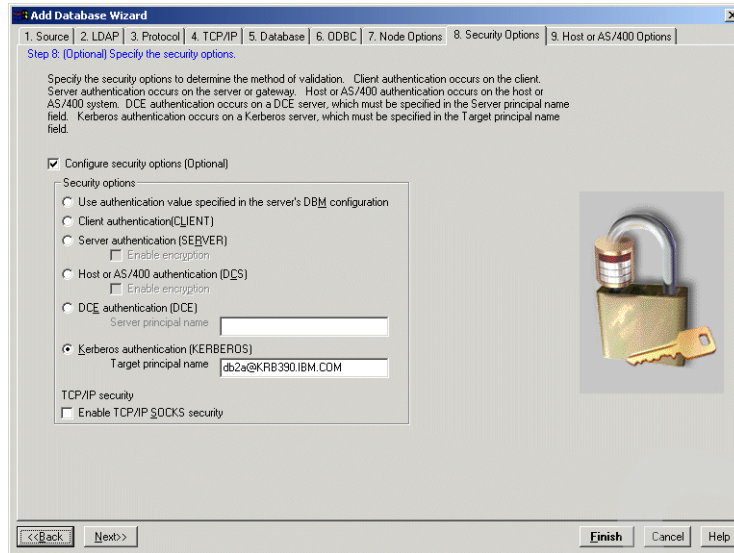 Add Database Wizard
1. Source 2. LDAP 3. Protocol 4. TCP/IP 5. Database 6. ODBC 7. Node Options 8. Security Options 9. Host or AS/400 Options
Step 8: (Optional) Specify the security options.
Specify the security options to determine the method of validation. Client authentication occurs on the client.
Server authentication occurs on the server or gateway. Host or AS/400 authentication occurs on the host or
AS/400 system. DCE authentication occurs on a DCE server, which must be specified in the Server principal name
field. Kerberos authentication occurs on a Kerberos server, which must be specified in the Target principal name
field.
Configure security options (Optional)
Security options
Use authentication value specified in the server's DBM configuration
Client authentication(CLIENT)
Server authentication (SERVER)
Enable encryption
Host or AS/400 authentication (DCS)
Enable encryption
DCE authentication (DCE)
Server principal name
Kerberos authentication (KERBEROS)
Target principal name db2a@KRB390.IBM.COM
TCP/IP security
Enable TCP/IP SOCKS security
<<Back Next>> Finish Cancel Help